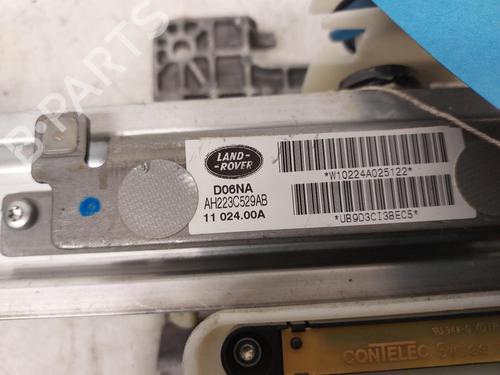 B-PARTS
LAND-
ROVER
D06NA
AH223C529AB
11 024.00A
*W10224A025122*
*UB9D3CI3BEC5*
CONTELEC